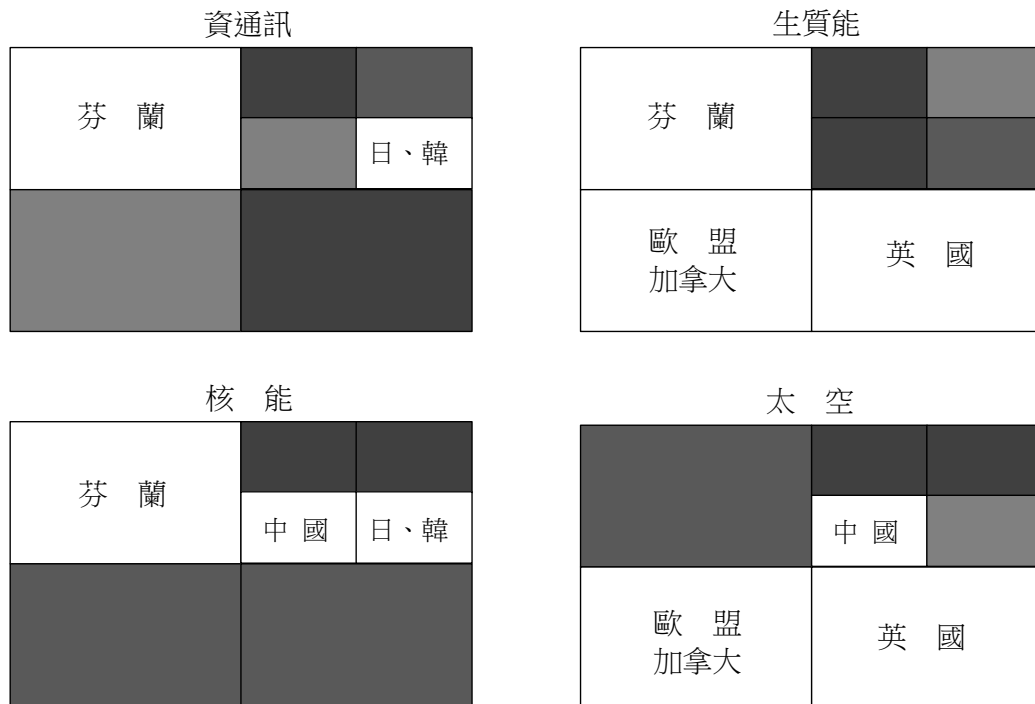 資通訊
芬 蘭
日、韓
生質能
芬 蘭
歐 盟
加拿大
英 國
核 能
芬 蘭
中 國
日、韓
太 空
中 國
歐 盟
加拿大
英 國